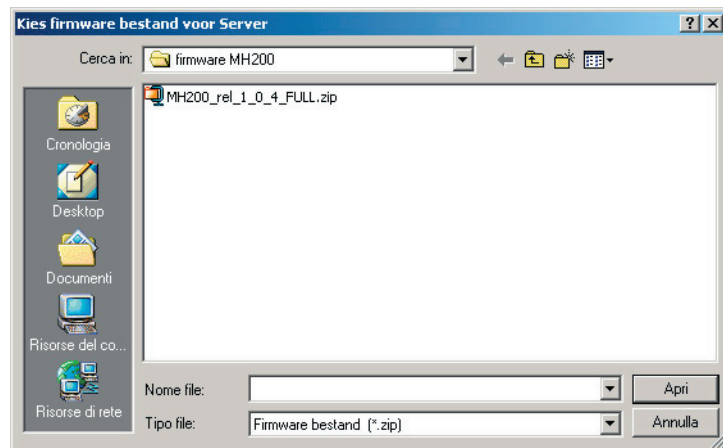 Kies firmware bestand voor Server
Cerca in:
firmware MH200
MH200_rel_1_0_4_FULL.zip
Cronologia
Desktop
Documenti
Risorse del co...
Risorse di rete
Nome file:
Apri
Tipo file:
Firmware bestand (*.zip)
Annulla